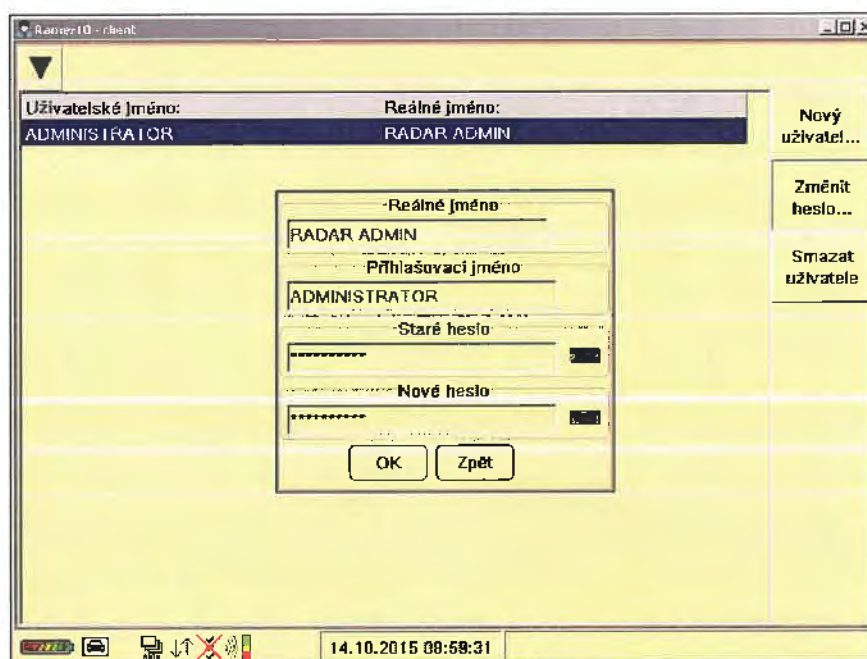 Ramer10 - client
Uživatelské jméno: Reálné jméno:
ADMINISTRATOR RADAR ADMIN
Nový
uživatel...
Změnit
heslo...
Smazat
uživatele
Reálné jméno
RADAR ADMIN
Přihlašovací jméno
ADMINISTRATOR
Staré heslo
**********
Nové heslo
**********
OK Zpět
14.10.2015 08:59:31